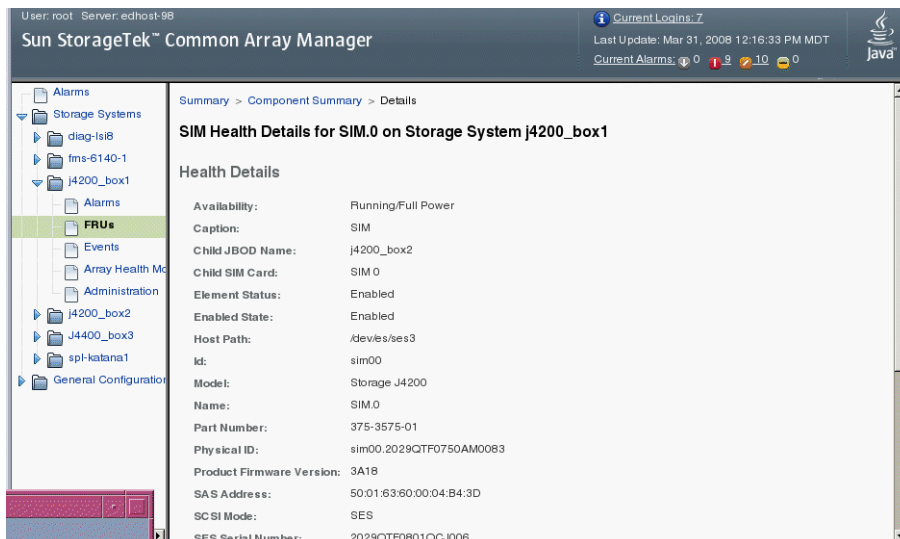 User: root Server: edhost-98
Sun StorageTek™ Common Array Manager
Current Logins: 7
Last Update: Mar 31, 2008 12:16:33 PM MDT
Current Alarms: 0 9 10 0
Java™
Alarms
Storage Systems
diag-lsi8
fms-6140-1
j4200_box1
Alarms
FRUs
Events
Array Health Mo
Administration
j4200_box2
J4400_box3
spl-katana1
General Configuration
Summary > Component Summary > Details
SIM Health Details for SIM.0 on Storage System j4200_box1
Health Details
Availability: Running/Full Power
Caption: SIM
Child JBOD Name: j4200_box2
Child SIM Card: SIM 0
Element Status: Enabled
Enabled State: Enabled
Host Path: /dev/es/ses3
Id: sim00
Model: Storage J4200
Name: SIM.0
Part Number: 375-3575-01
Physical ID: sim00.2029QTF0750AM0083
Product Firmware Version: 3A18
SAS Address: 50:01:63:60:00:04:B4:3D
SCSI Mode: SES
SES Serial Number: 2029QTF0801QCJ006